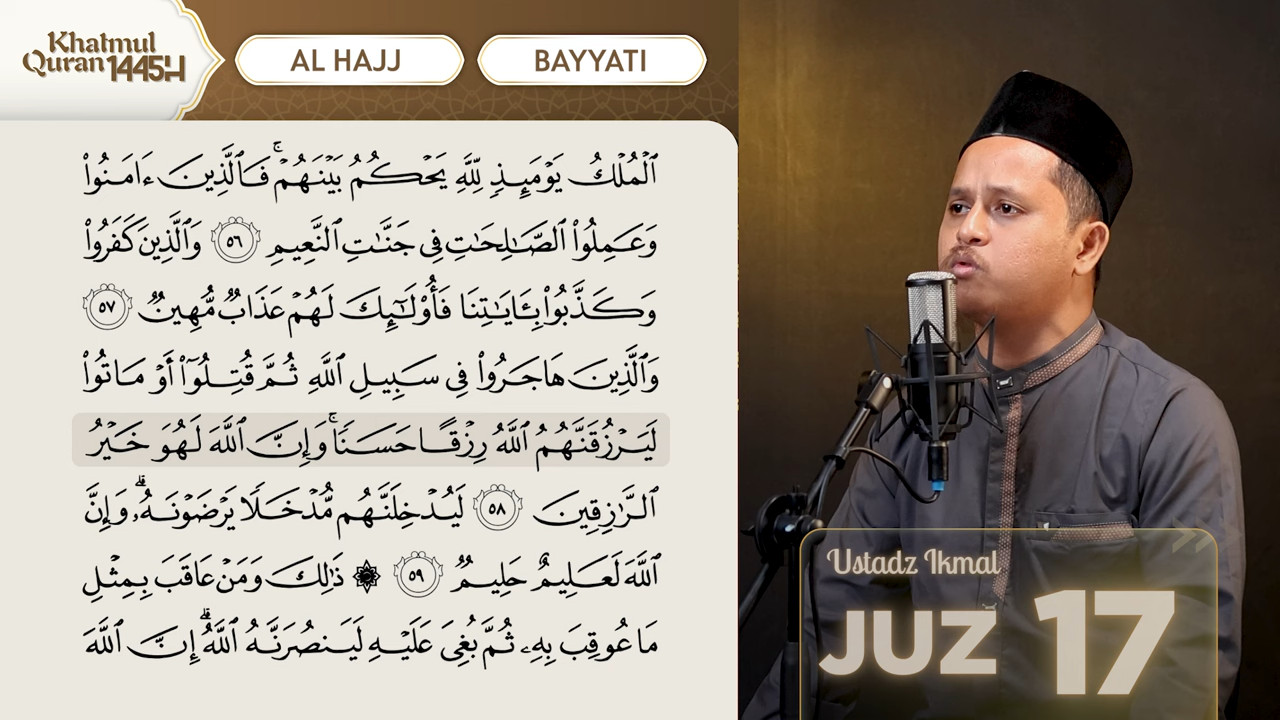 Khatmul
Quran 1445H
AL HAJJ
BAYYATI
ٱلْمُلْكُ يَوْمَئِذٍ لِّلَّهِ يَحْكُمُ بَيْنَهُمْ ۚ فَٱلَّذِينَ ءَامَنُوا۟
وَعَمِلُوا۟ ٱلصَّـٰلِحَـٰتِ فِى جَنَّـٰتِ ٱلنَّعِيمِ ٥٦ وَٱلَّذِينَ كَفَرُوا۟
وَكَذَّبُوا۟ بِـَٔايَـٰتِنَا فَأُو۟لَـٰٓئِكَ لَهُمْ عَذَابٌ مُّهِينٌ ٥٧
وَٱلَّذِينَ هَاجَرُوا۟ فِى سَبِيلِ ٱللَّهِ ثُمَّ قُتِلُوٓا۟ أَوْ مَاتُوا۟
لَيَرْزُقَنَّهُمُ ٱللَّهُ رِزْقًا حَسَنًا ۚ وَإِنَّ ٱللَّهَ لَهُوَ خَيْرُ
ٱلرَّٰزِقِينَ ٥٨ لَيُدْخِلَنَّهُم مُّدْخَلًا يَرْضَوْنَهُۥ ۗ وَإِنَّ
ٱللَّهَ لَعَلِيمٌ حَلِيمٌ ٥٩ ۞ ذَٰلِكَ وَمَنْ عَاقَبَ بِمِثْلِ
مَا عُوقِبَ بِهِۦ ثُمَّ بُغِىَ عَلَيْهِ لَيَنصُرَنَّهُ ٱللَّهُ ۗ إِنَّ ٱللَّهَ
Ustadz Ikmal
JUZ 17